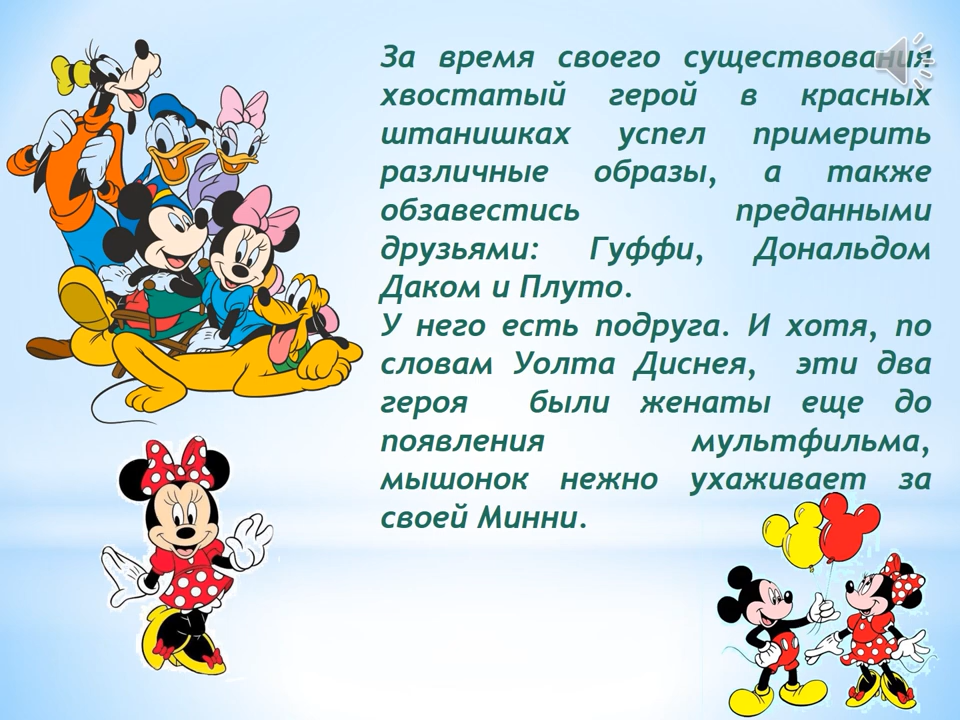 За время своего существования
хвостатый герой в красных
штанишках успел примерить
различные образы, а также
обзавестись преданными
друзьями: Гуффи, Дональдом
Даком и Плуто.
У него есть подруга. И хотя, по
словам Уолта Диснея, эти два
героя были женаты еще до
появления мультфильма,
мышонок нежно ухаживает за
своей Минни.